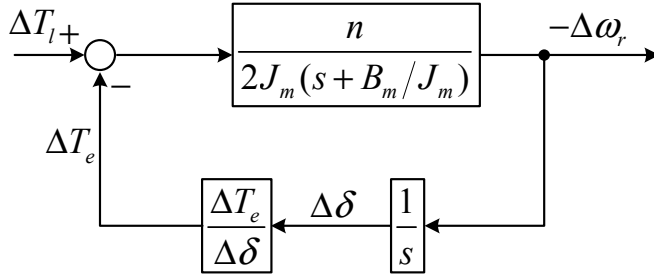 ΔT_l + 
n
−Δω_r
2J_m(s + B_m/J_m)
−
ΔT_e
ΔT_e
Δδ
Δδ
1
s